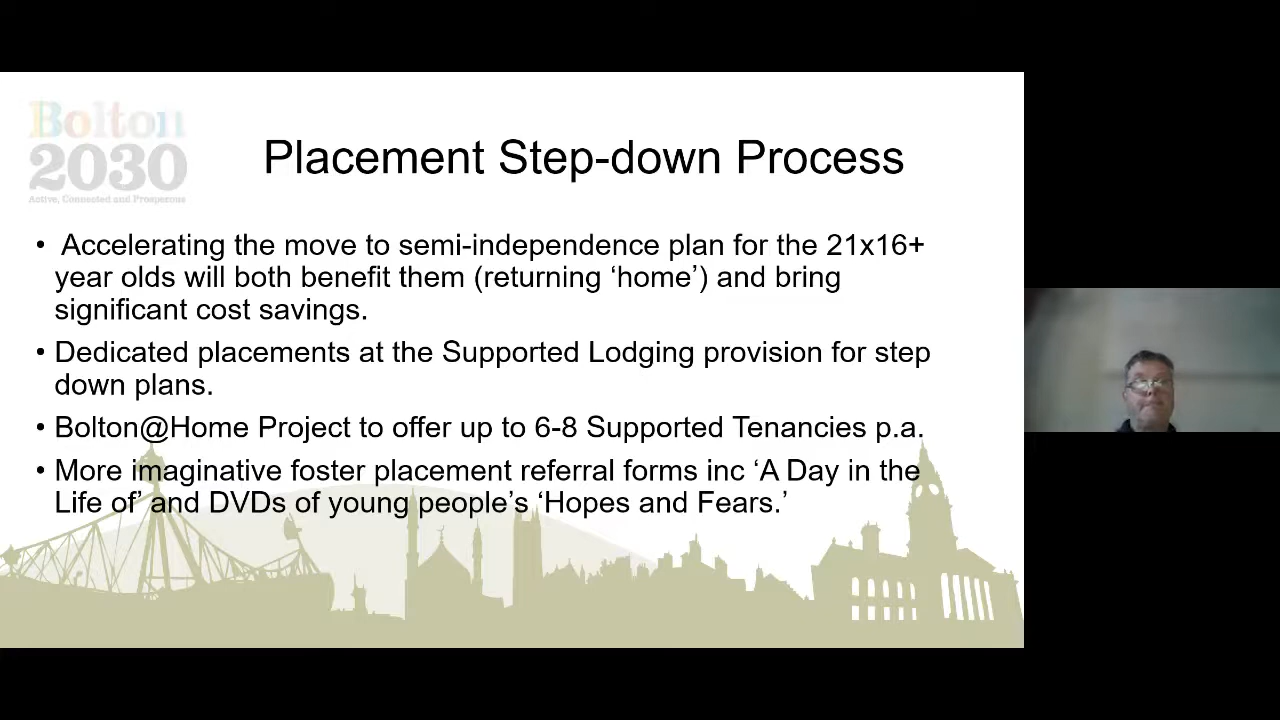 Bolton
2030
Active, Connected and Prosperous
Placement Step-down Process
• Accelerating the move to semi-independence plan for the 21x16+
year olds will both benefit them (returning ‘home’) and bring
significant cost savings.
• Dedicated placements at the Supported Lodging provision for step
down plans.
• Bolton@Home Project to offer up to 6-8 Supported Tenancies p.a.
• More imaginative foster placement referral forms inc ‘A Day in the
Life of’ and DVDs of young people’s ‘Hopes and Fears.’